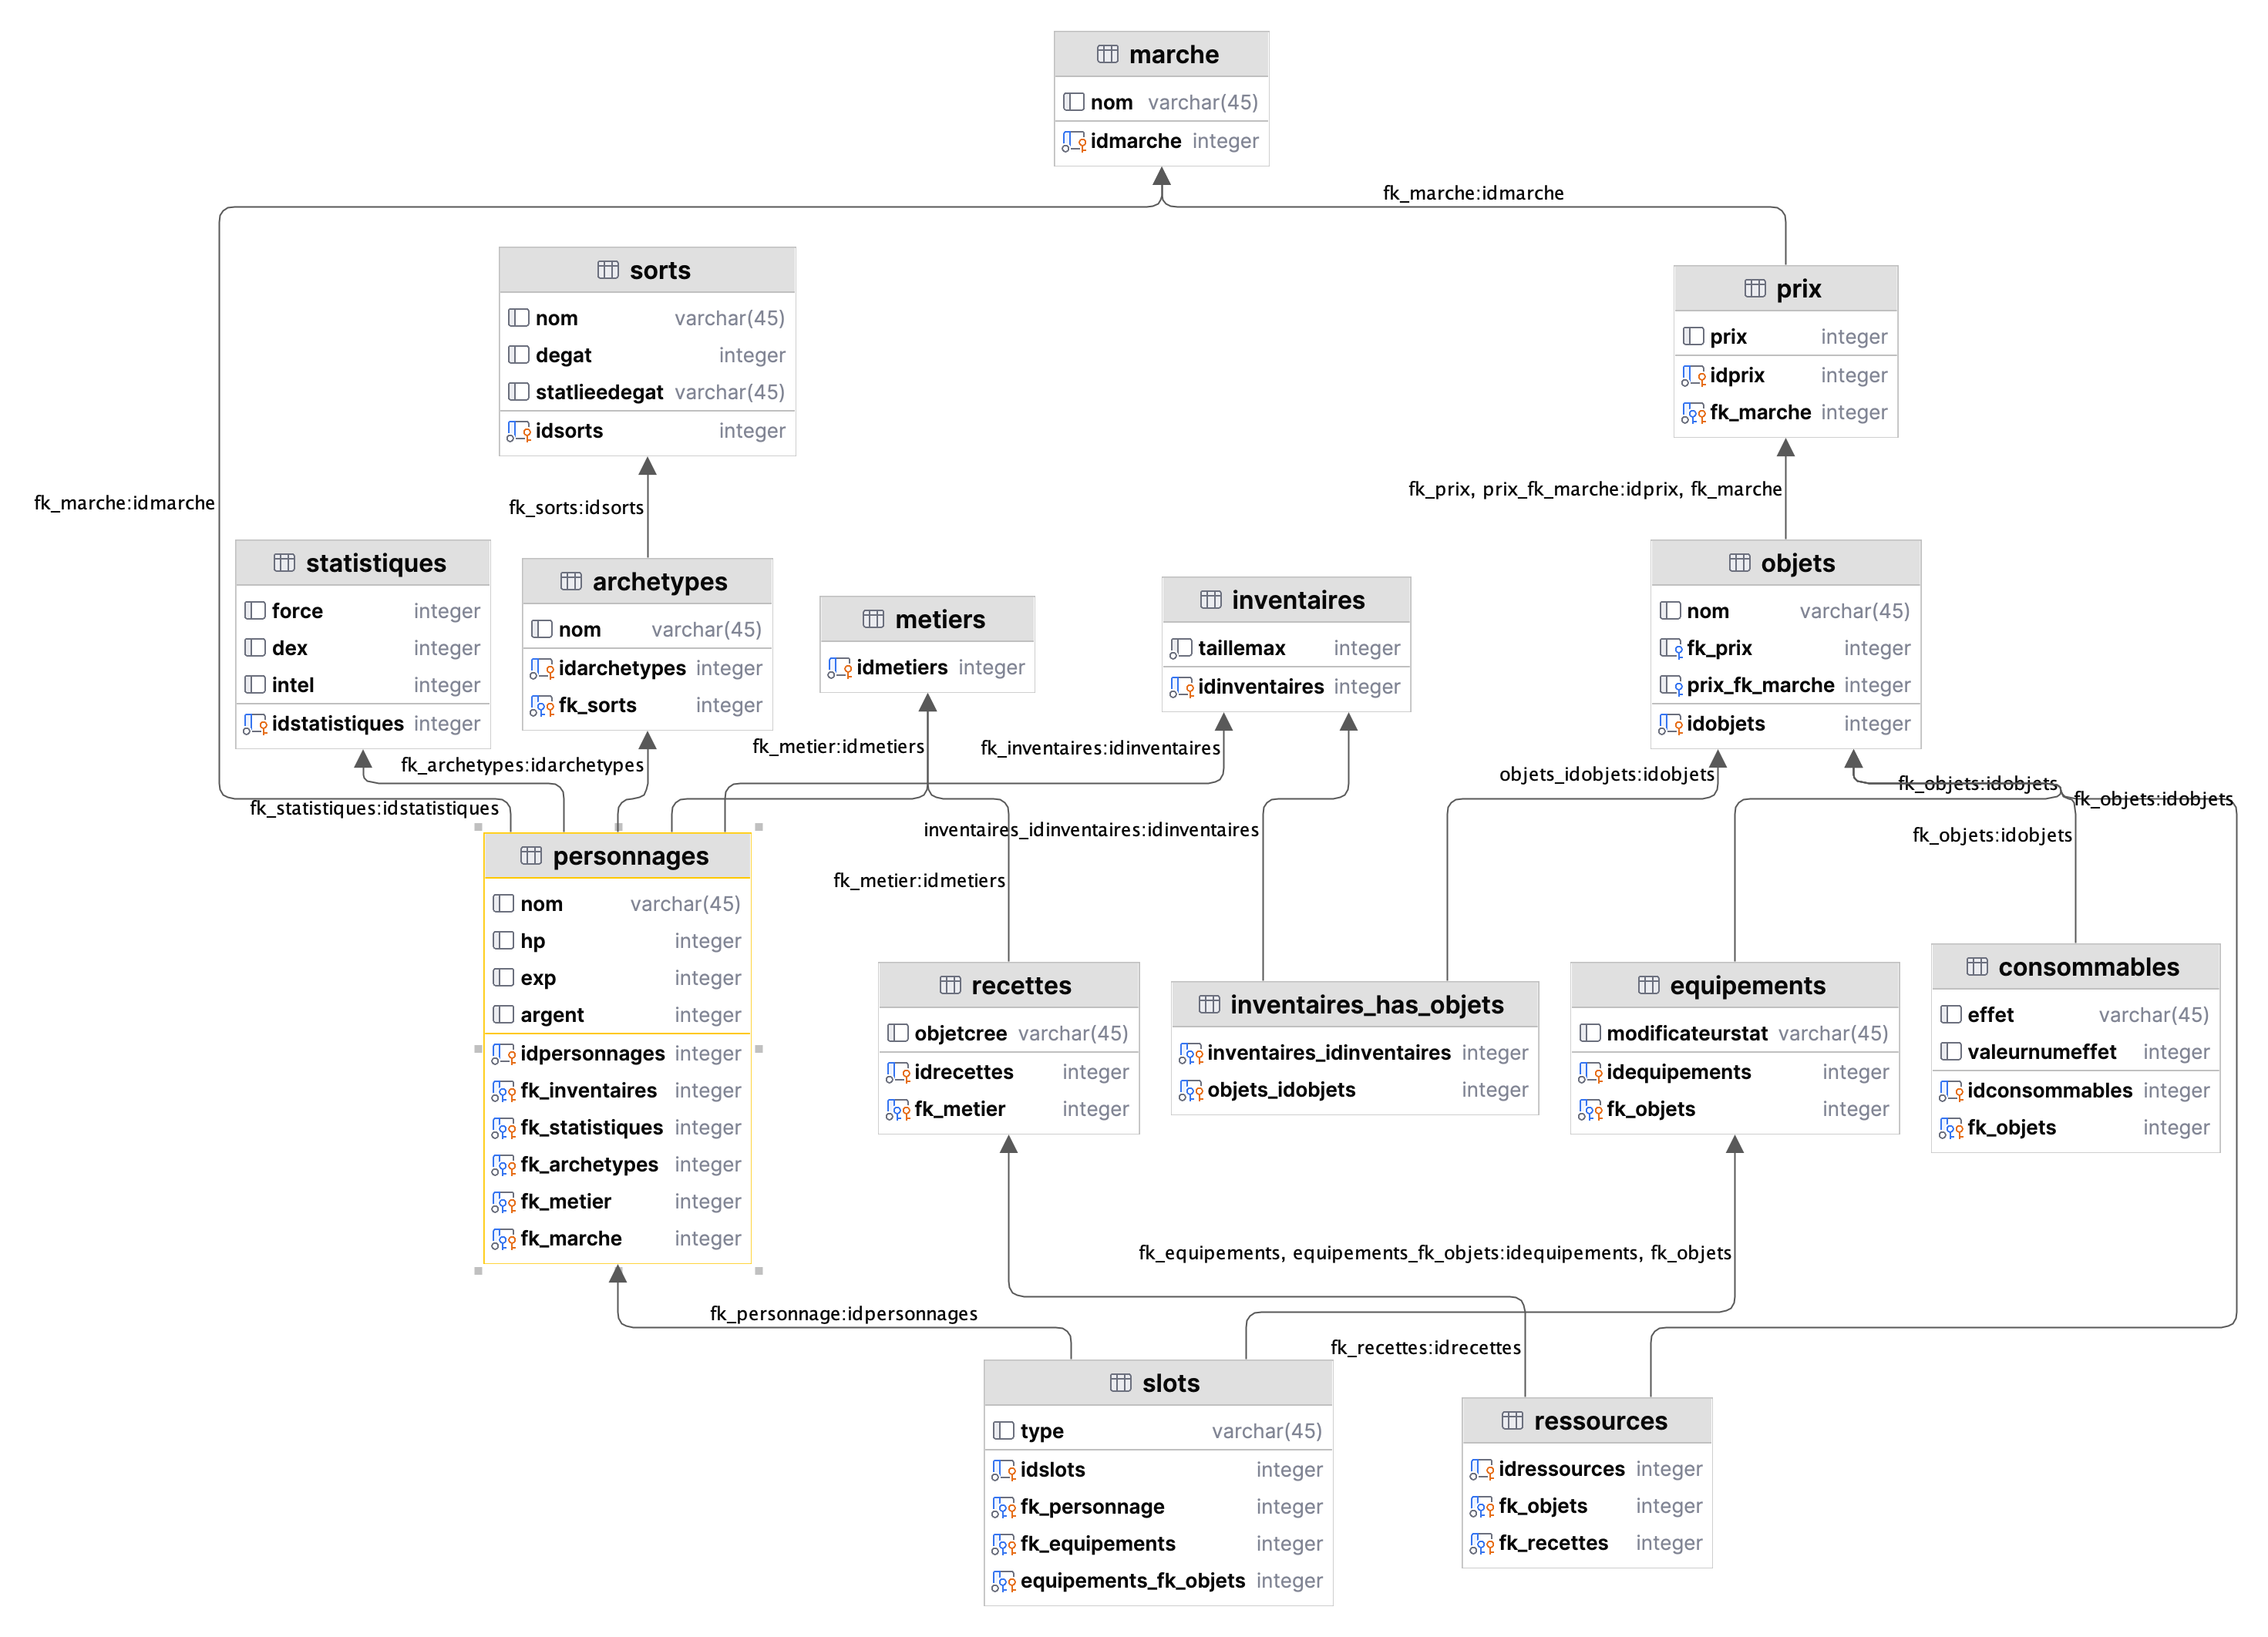 marche
nom varchar(45)
idmarche integer
fk_marche:idmarche
sorts
nom varchar(45)
degat integer
statlieedegat varchar(45)
idsorts integer
prix
prix integer
idprix integer
fk_marche integer
fk_marche:idmarche
fk_sorts:idsorts
fk_prix, prix_fk_marche:idprix, fk_marche
statistiques
force integer
dex integer
intel integer
idstatistiques integer
archetypes
nom varchar(45)
idarchetypes integer
fk_sorts integer
metiers
idmetiers integer
inventaires
taillemax integer
idinventaires integer
objets
nom varchar(45)
fk_prix integer
prix_fk_marche integer
idobjets integer
fk_metier:idmetiers
fk_inventaires:idinventaires
fk_archetypes:idarchetypes
objets_idobjets:idobjets
fk_objets:idobjets
fk_objets:idobjets
fk_statistiques:idstatistiques
inventaires_idinventaires:idinventaires
fk_objets:idobjets
fk_metier:idmetiers
personnages
nom varchar(45)
hp integer
exp integer
argent integer
idpersonnages integer
fk_inventaires integer
fk_statistiques integer
fk_archetypes integer
fk_metier integer
fk_marche integer
recettes
objetcree varchar(45)
idrecettes integer
fk_metier integer
inventaires_has_objets
inventaires_idinventaires integer
objets_idobjets integer
equipements
modificateurstat varchar(45)
idequipements integer
fk_objets integer
consommables
effet varchar(45)
valeurnumeffet integer
idconsommables integer
fk_objets integer
fk_equipements, equipements_fk_objets:idequipements, fk_objets
fk_personnage:idpersonnages
fk_recettes:idrecettes
slots
type varchar(45)
idslots integer
fk_personnage integer
fk_equipements integer
equipements_fk_objets integer
ressources
idressources integer
fk_objets integer
fk_recettes integer